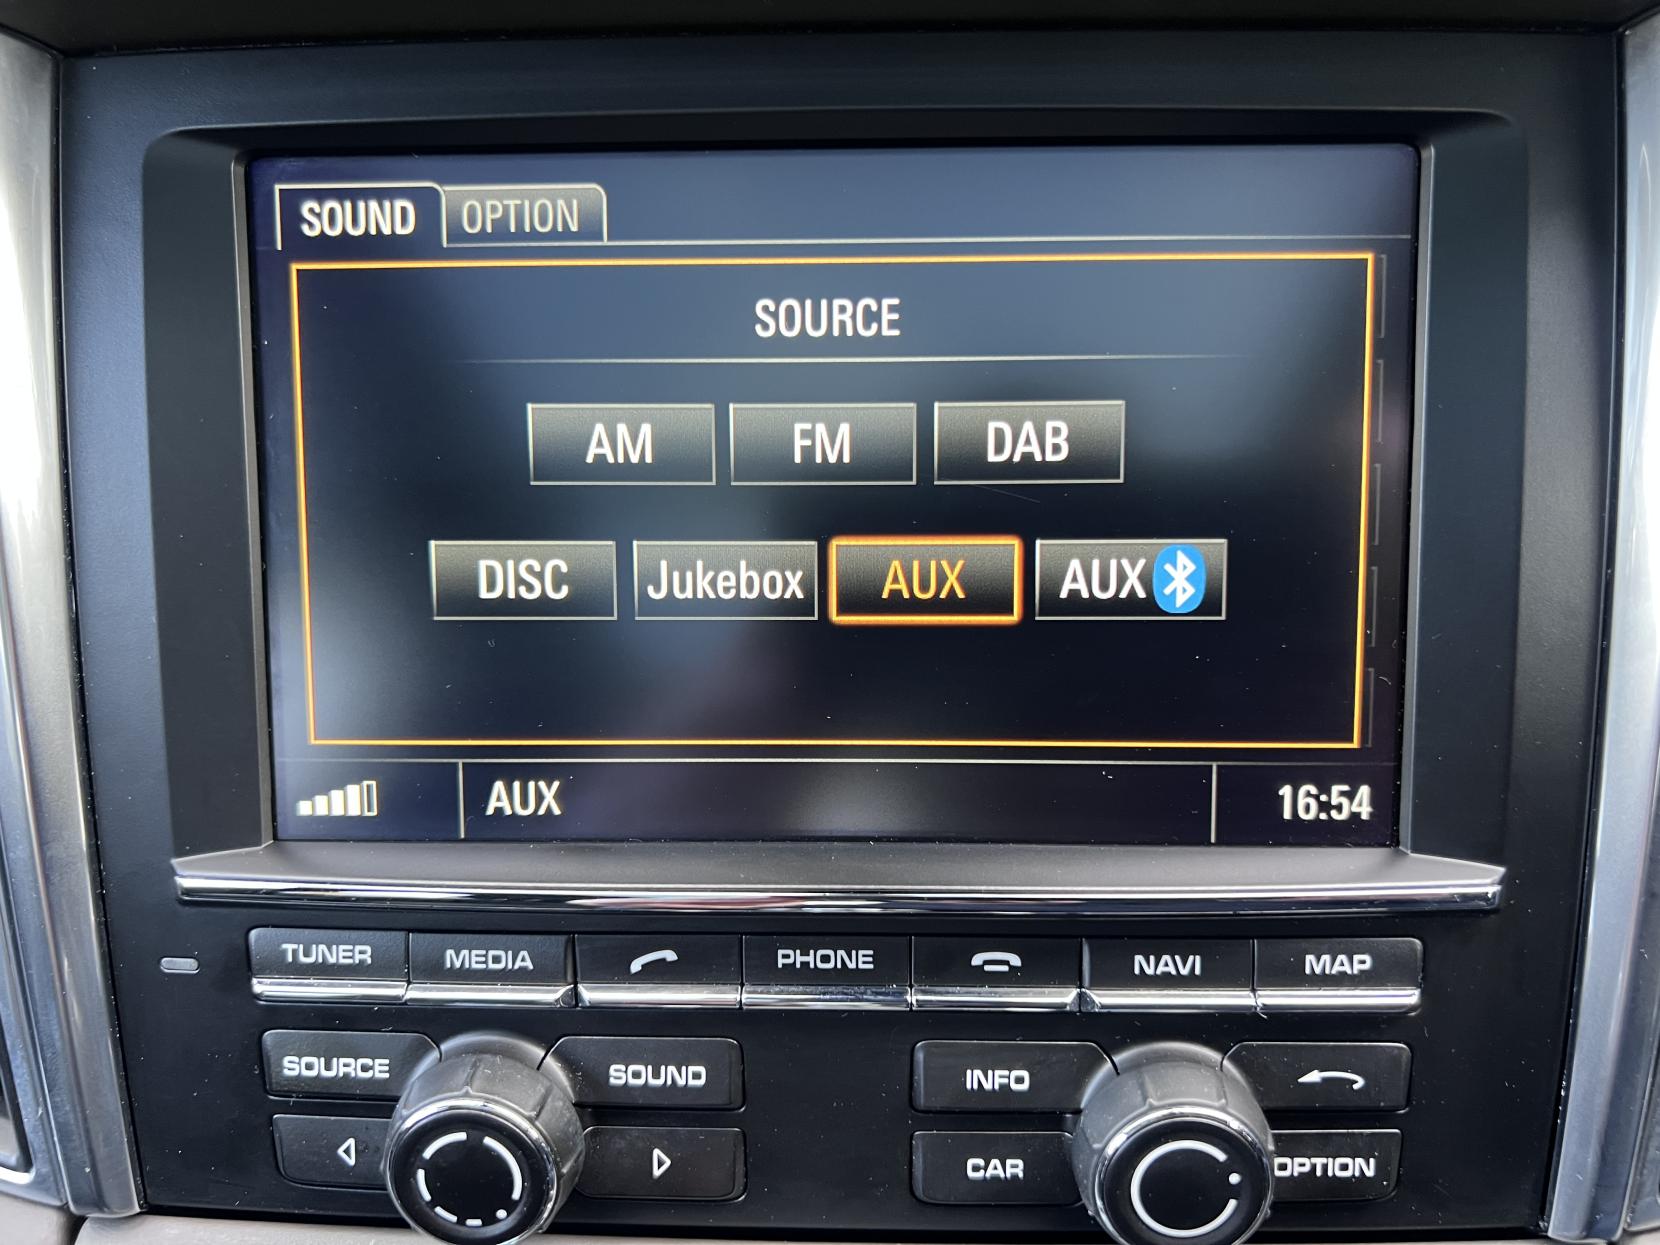 SOUND OPTION
SOURCE
AM FM DAB
DISC Jukebox AUX AUX
AUX 16:54
TUNER MEDIA PHONE NAVI MAP
SOURCE SOUND INFO
CAR OPTION